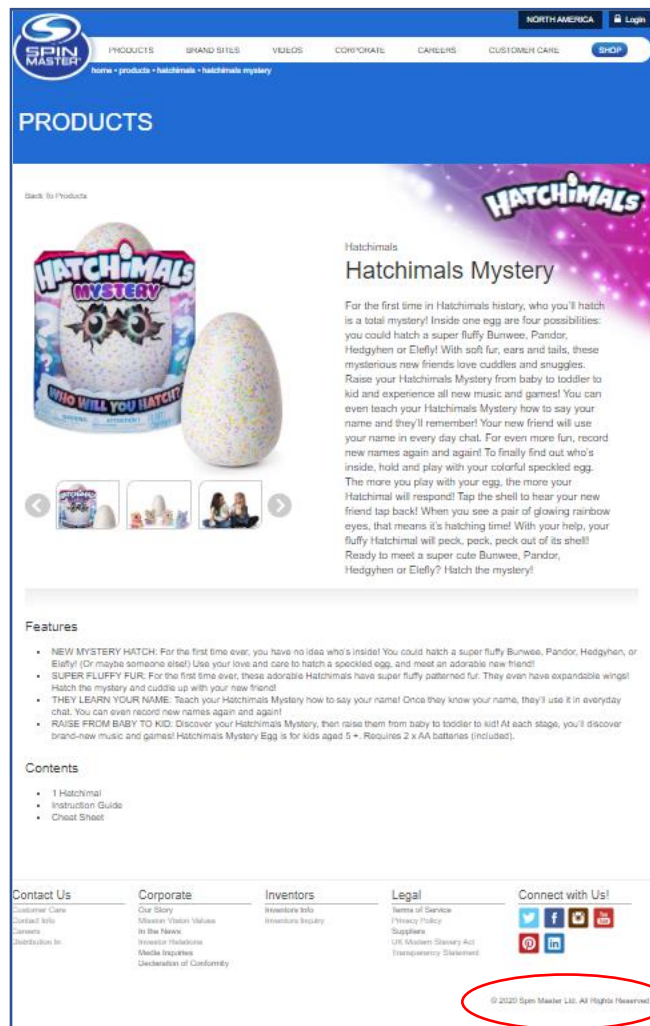 NORTH AMERICA Login
SPIN MASTER
PRODUCTS BRAND SITES VIDEOS CORPORATE CAREERS CUSTOMER CARE SHOP
home • products • hatchimals • hatchimals mystery
PRODUCTS
Back To Products
HATCHiMALS
HATCHiMALS
MYSTERY
WHO WILL YOU HATCH?
WARNING
Hatchimals
Hatchimals Mystery
For the first time in Hatchimals history, who you'll hatch
is a total mystery! Inside one egg are four possibilities:
you could hatch a super fluffy Bunwee, Pandor,
Hedgyhen or Elefly! With soft fur, ears and tails, these
mysterious new friends love cuddles and snuggles.
Raise your Hatchimals Mystery from baby to toddler to
kid and experience all new music and games! You can
even teach your Hatchimals Mystery how to say your
name and they'll remember! Your new friend will use
your name in every day chat. For even more fun, record
new names again and again! To finally find out who's
inside, hold and play with your colorful speckled egg.
The more you play with your egg, the more your
Hatchimal will respond! Tap the shell to hear your new
friend tap back! When you see a pair of glowing rainbow
eyes, that means it's hatching time! With your help, your
fluffy Hatchimal will peck, peck, peck out of its shell!
Ready to meet a super cute Bunwee, Pandor,
Hedgyhen or Elefly? Hatch the mystery!
Features
• NEW MYSTERY HATCH: For the first time ever, you have no idea who's inside! You could hatch a super fluffy Bunwee, Pandor, Hedgyhen, or
Elefly! (Or maybe someone else!) Use your love and care to hatch a speckled egg, and meet an adorable new friend!
• SUPER FLUFFY FUR: For the first time ever, these adorable Hatchimals have super fluffy patterned fur. They even have expandable wings!
Hatch the mystery and cuddle up with your new friend!
• THEY LEARN YOUR NAME: Teach your Hatchimals Mystery how to say your name! Once they know your name, they'll use it in everyday
chat. You can even record new names again and again!
• RAISE FROM BABY TO KID: Discover your Hatchimals Mystery, then raise them from baby to toddler to kid! At each stage, you'll discover
brand-new music and games! Hatchimals Mystery Egg is for kids aged 5 +. Requires 2 x AA batteries (included).
Contents
• 1 Hatchimal
• Instruction Guide
• Cheat Sheet
Contact Us
Customer Care
Contact Info
Careers
Distribution In
Corporate
Our Story
Mission Vision Values
In the News
Investor Relations
Media Inquiries
Declaration of Conformity
Inventors
Inventors Info
Inventors Inquiry
Legal
Terms of Service
Privacy Policy
Suppliers
UK Modern Slavery Act
Transparency Statement
Connect with Us!
© 2020 Spin Master Ltd. All Rights Reserved